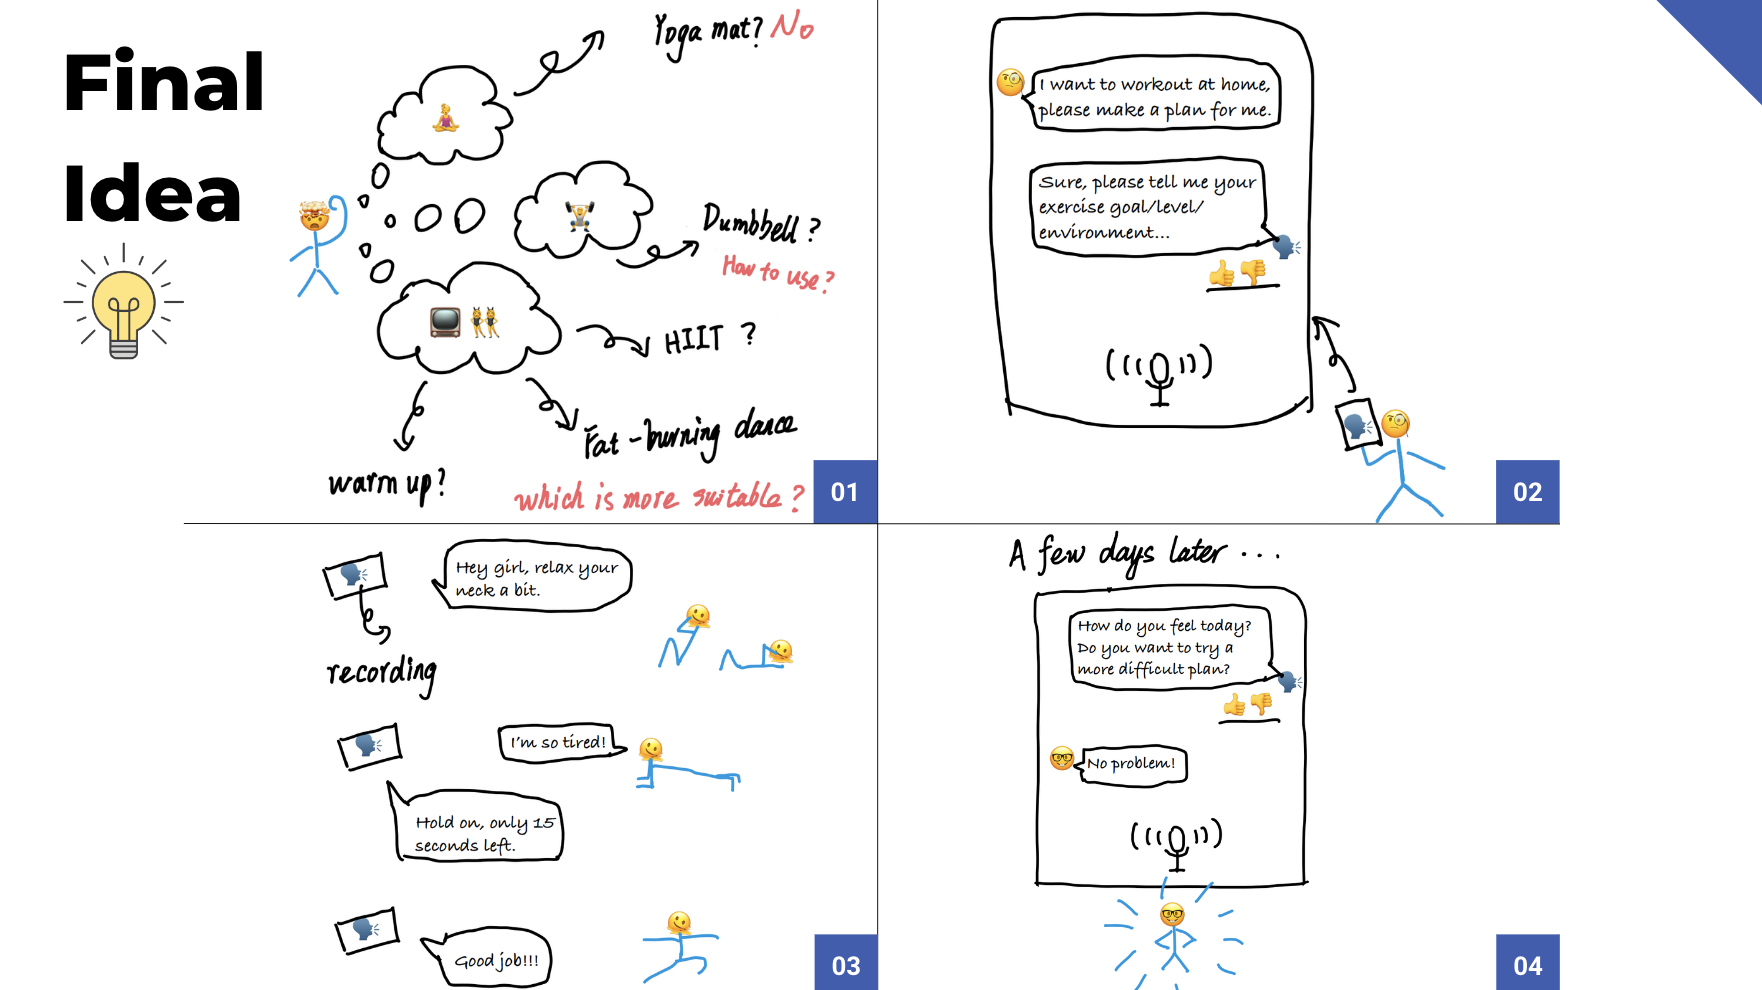 Final
Idea
Yoga mat? No
Dumbbell?
How to use?
HIIT ?
Fat-burning dance
warm up?
which is more suitable?
01
I want to workout at home,
please make a plan for me.
Sure, please tell me your
exercise goal/level/
environment...
02
Hey girl, relax your
neck a bit.
recording
I'm so tired!
Hold on, only 15
seconds left.
Good job!!!
03
A few days later ...
How do you feel today?
Do you want to try a
more difficult plan?
No problem!
04